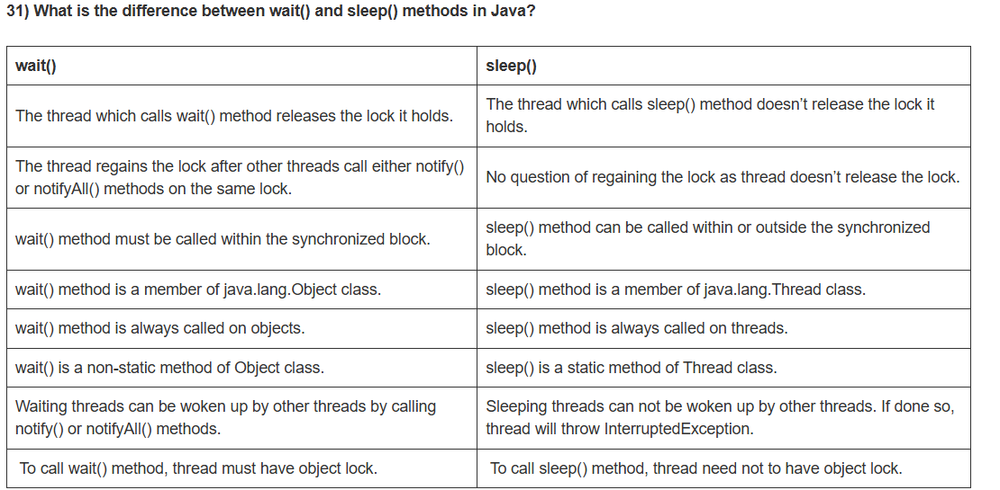 31) What is the difference between wait() and sleep() methods in Java?
wait()
sleep()
The thread which calls wait() method releases the lock it holds.
The thread which calls sleep() method doesn’t release the lock it
holds.
The thread regains the lock after other threads call either notify()
or notifyAll() methods on the same lock.
No question of regaining the lock as thread doesn’t release the lock.
wait() method must be called within the synchronized block.
sleep() method can be called within or outside the synchronized
block.
wait() method is a member of java.lang.Object class.
sleep() method is a member of java.lang.Thread class.
wait() method is always called on objects.
sleep() method is always called on threads.
wait() is a non-static method of Object class.
sleep() is a static method of Thread class.
Waiting threads can be woken up by other threads by calling
notify() or notifyAll() methods.
Sleeping threads can not be woken up by other threads. If done so,
thread will throw InterruptedException.
To call wait() method, thread must have object lock.
To call sleep() method, thread need not to have object lock.